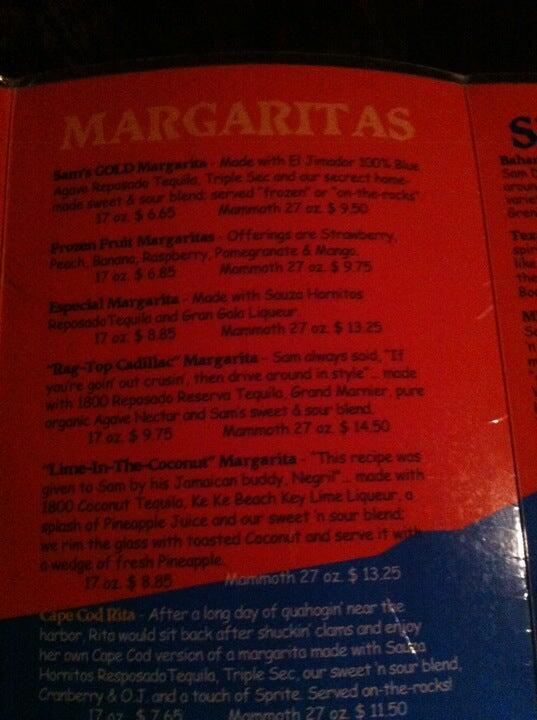 MARGARITAS
Sam's GOLD Margarita - Made with El Jimador 100% Blue
Agave Reposado Tequila, Triple Sec and our secrect home-
made sweet & sour blend; served "frozen" or "on-the-rocks"
17 oz. $ 6.65 Mammoth 27 oz. $ 9.50
Frozen Fruit Margaritas - Offerings are Strawberry,
Peach, Banana, Raspberry, Pomegranate & Mango.
17 oz. $ 6.85 Mammoth 27 oz. $ 9.75
Especial Margarita - Made with Sauza Hornitos
Reposado Tequila and Gran Gala Liqueur.
17 oz. $ 8.85 Mammoth 27 oz. $ 13.25
"Rag-Top Cadillac" Margarita - Sam always said, "If
you're goin' out crusin', then drive around in style"... made
with 1800 Reposado Reserva Tequila, Grand Marnier, pure
organic Agave Nectar and Sam's sweet & sour blend.
17 oz. $ 9.75 Mammoth 27 oz. $ 14.50
"Lime-In-The-Coconut" Margarita - "This recipe was
given to Sam by his Jamaican buddy, Negril"... made with
1800 Coconut Tequila, Ke Ke Beach Key Lime Liqueur, a
splash of Pineapple Juice and our sweet 'n sour blend;
we rim the glass with toasted Coconut and serve it with
a wedge of fresh Pineapple.
17 oz. $ 8.85 Mammoth 27 oz. $ 13.25
Cape Cod Rita - After a long day of quahogin' near the
harbor, Rita would sit back after shuckin' clams and enjoy
her own Cape Cod version of a margarita made with Sauza
Hornitos Resposado Tequila, Triple Sec, our sweet 'n sour blend,
Cranberry & O.J. and a touch of Sprite. Served on-the-rocks!
17 oz. $ 7.65 Mammoth 27 oz. $ 11.50